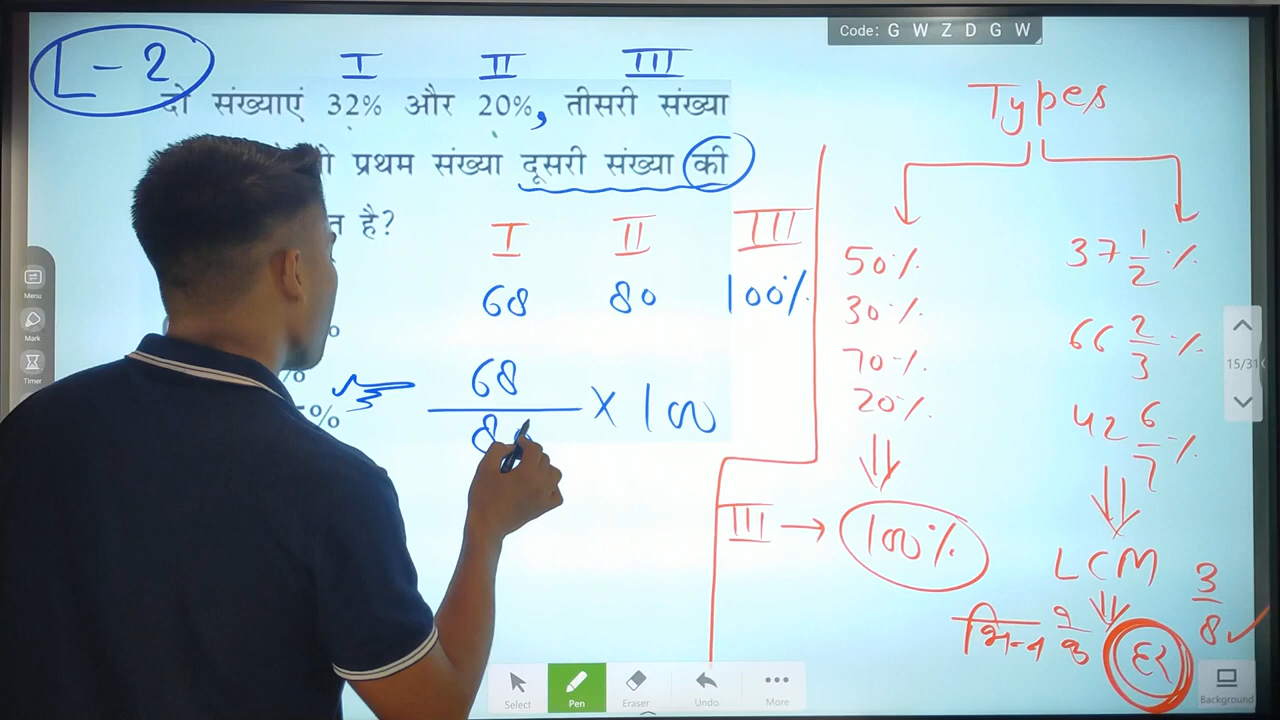 Code: G W Z D G W
L-2
I II III
दो संख्याएं 32% और 20%, तीसरी संख्या
प्रथम संख्या दूसरी संख्या की
है?
I II III
68 80 100%
68
80
× 100
%
%
%
Types
50%
30%
70%
20%
III → 100%
37 1/2 %
66 2/3 %
42 6/7 %
LCM
भिन्न
हर
3/8
Menu
Mark
Timer
15/31
Select
Pen
Eraser
Undo
More
Background